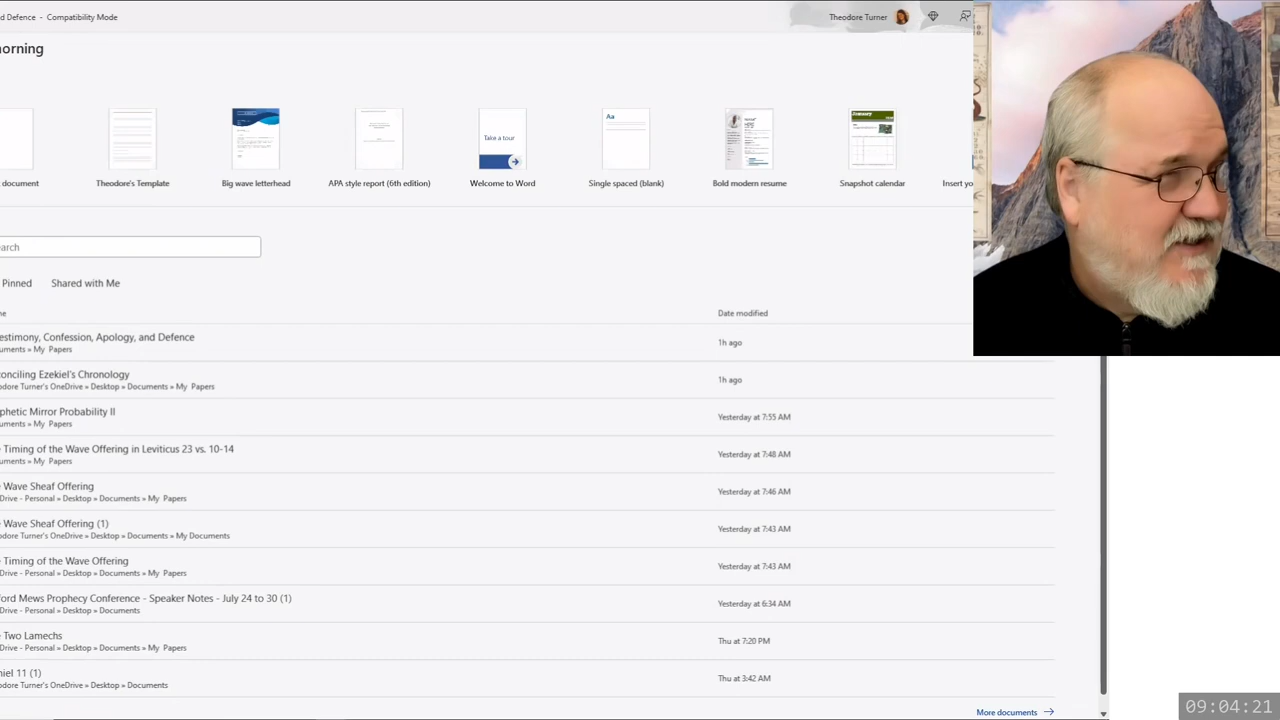 d Defence - Compatibility Mode
Theodore Turner
orning
document
Theodore's Template
Big wave letterhead
APA style report (6th edition)
Take a tour
Welcome to Word
Aa
Single spaced (blank)
Bold modern resume
Snapshot calendar
Insert yo
earch
Pinned
Shared with Me
me
Date modified
estimony, Confession, Apology, and Defence
uments » My Papers
1h ago
conciling Ezekiel's Chronology
odore Turner's OneDrive » Desktop » Documents » My Papers
1h ago
phetic Mirror Probability II
uments » My Papers
Yesterday at 7:55 AM
e Timing of the Wave Offering in Leviticus 23 vs. 10-14
uments » My Papers
Yesterday at 7:48 AM
e Wave Sheaf Offering
Drive - Personal » Desktop » Documents » My Papers
Yesterday at 7:46 AM
e Wave Sheaf Offering (1)
odore Turner's OneDrive » Desktop » Documents » My Documents
Yesterday at 7:43 AM
e Timing of the Wave Offering
Drive - Personal » Desktop » Documents » My Papers
Yesterday at 7:43 AM
ford Mews Prophecy Conference - Speaker Notes - July 24 to 30 (1)
Drive - Personal » Desktop » Documents
Yesterday at 6:34 AM
e Two Lamechs
Drive - Personal » Desktop » Documents » My Papers
Thu at 7:20 PM
niel 11 (1)
odore Turner's OneDrive » Desktop » Documents
Thu at 3:42 AM
More documents
09:04:21